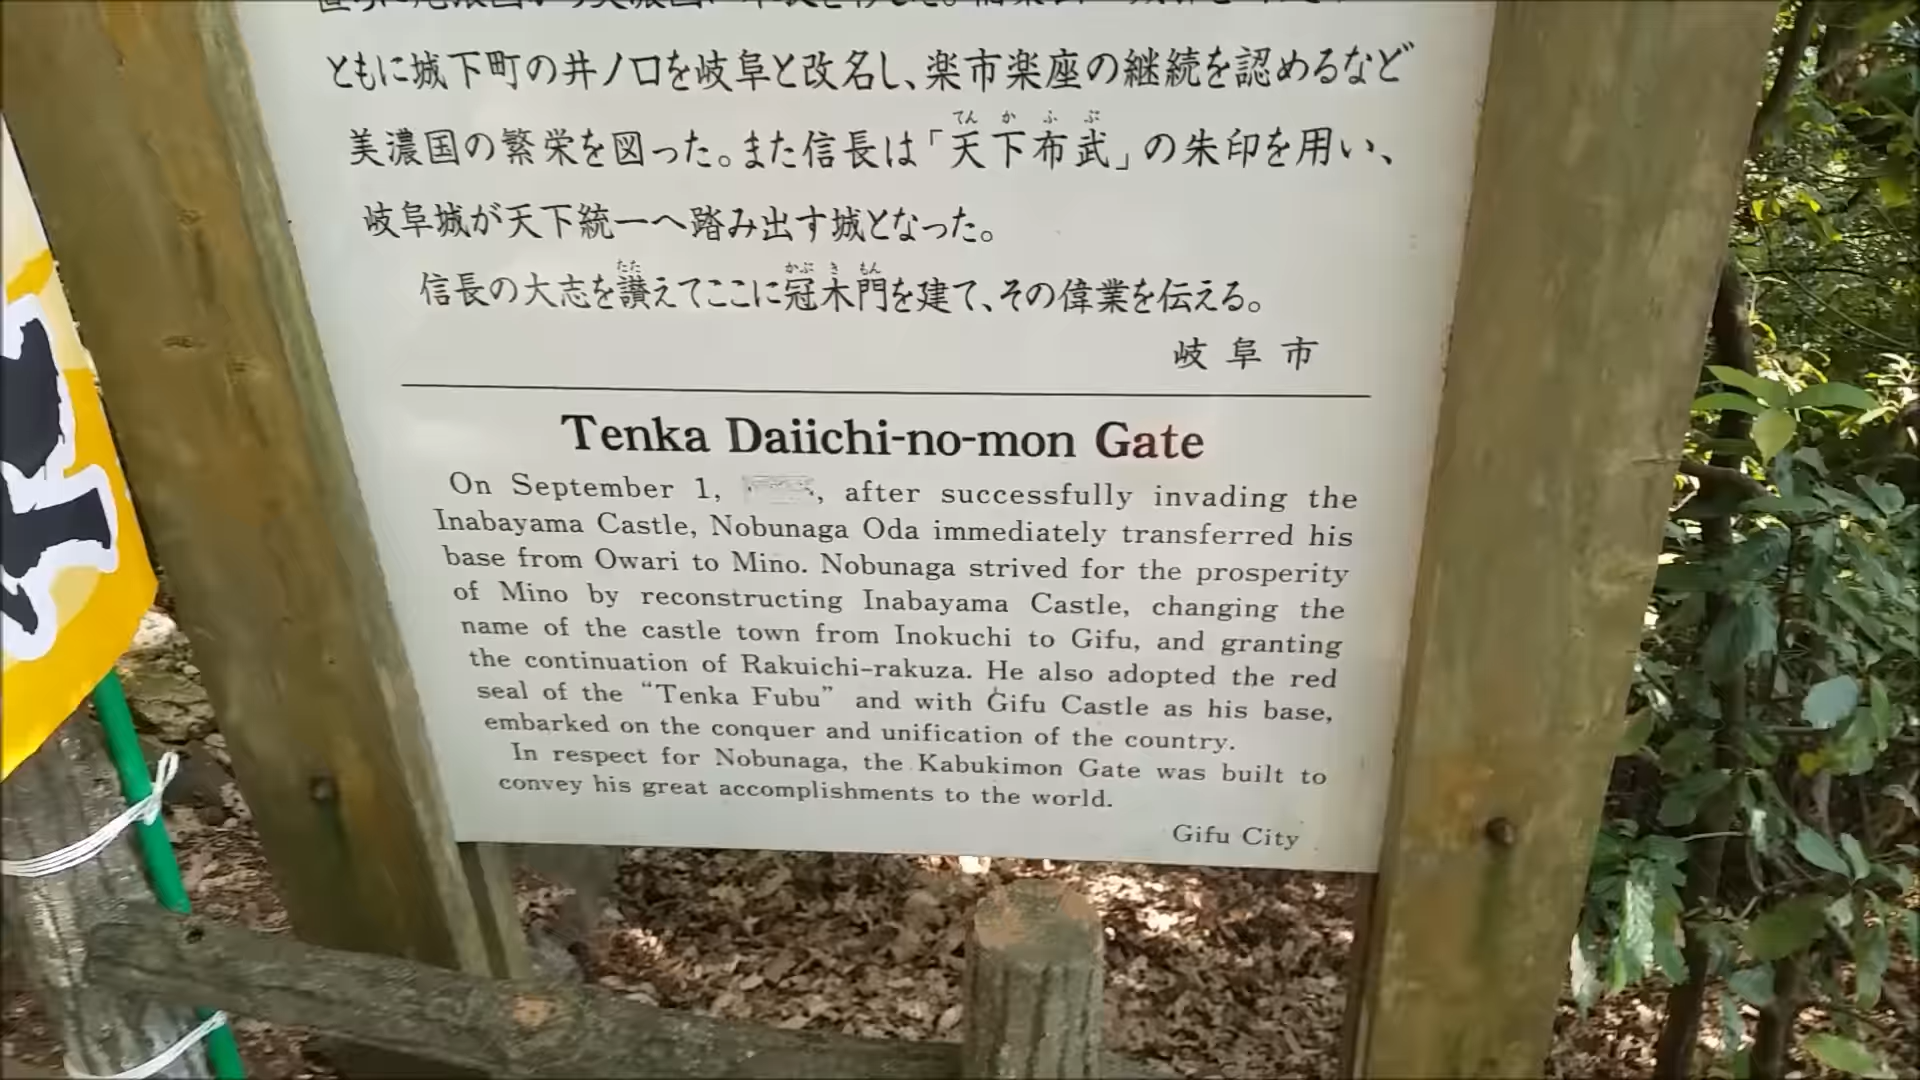 ともに城下町の井ノ口を岐阜と改名し、楽市楽座の継続を認めるなど
てん か ふ ぶ
美濃国の繁栄を図った。また信長は「天下布武」の朱印を用い、
岐阜城が天下統一へ踏み出す城となった。
たた かぶ き もん
信長の大志を讃えてここに冠木門を建て、その偉業を伝える。
岐阜市
Tenka Daiichi-no-mon Gate
On September 1, , after successfully invading the
Inabayama Castle, Nobunaga Oda immediately transferred his
base from Owari to Mino. Nobunaga strived for the prosperity
of Mino by reconstructing Inabayama Castle, changing the
name of the castle town from Inokuchi to Gifu, and granting
the continuation of Rakuichi-rakuza. He also adopted the red
seal of the “Tenka Fubu” and with Gifu Castle as his base,
embarked on the conquer and unification of the country.
In respect for Nobunaga, the Kabukimon Gate was built to
convey his great accomplishments to the world.
Gifu City